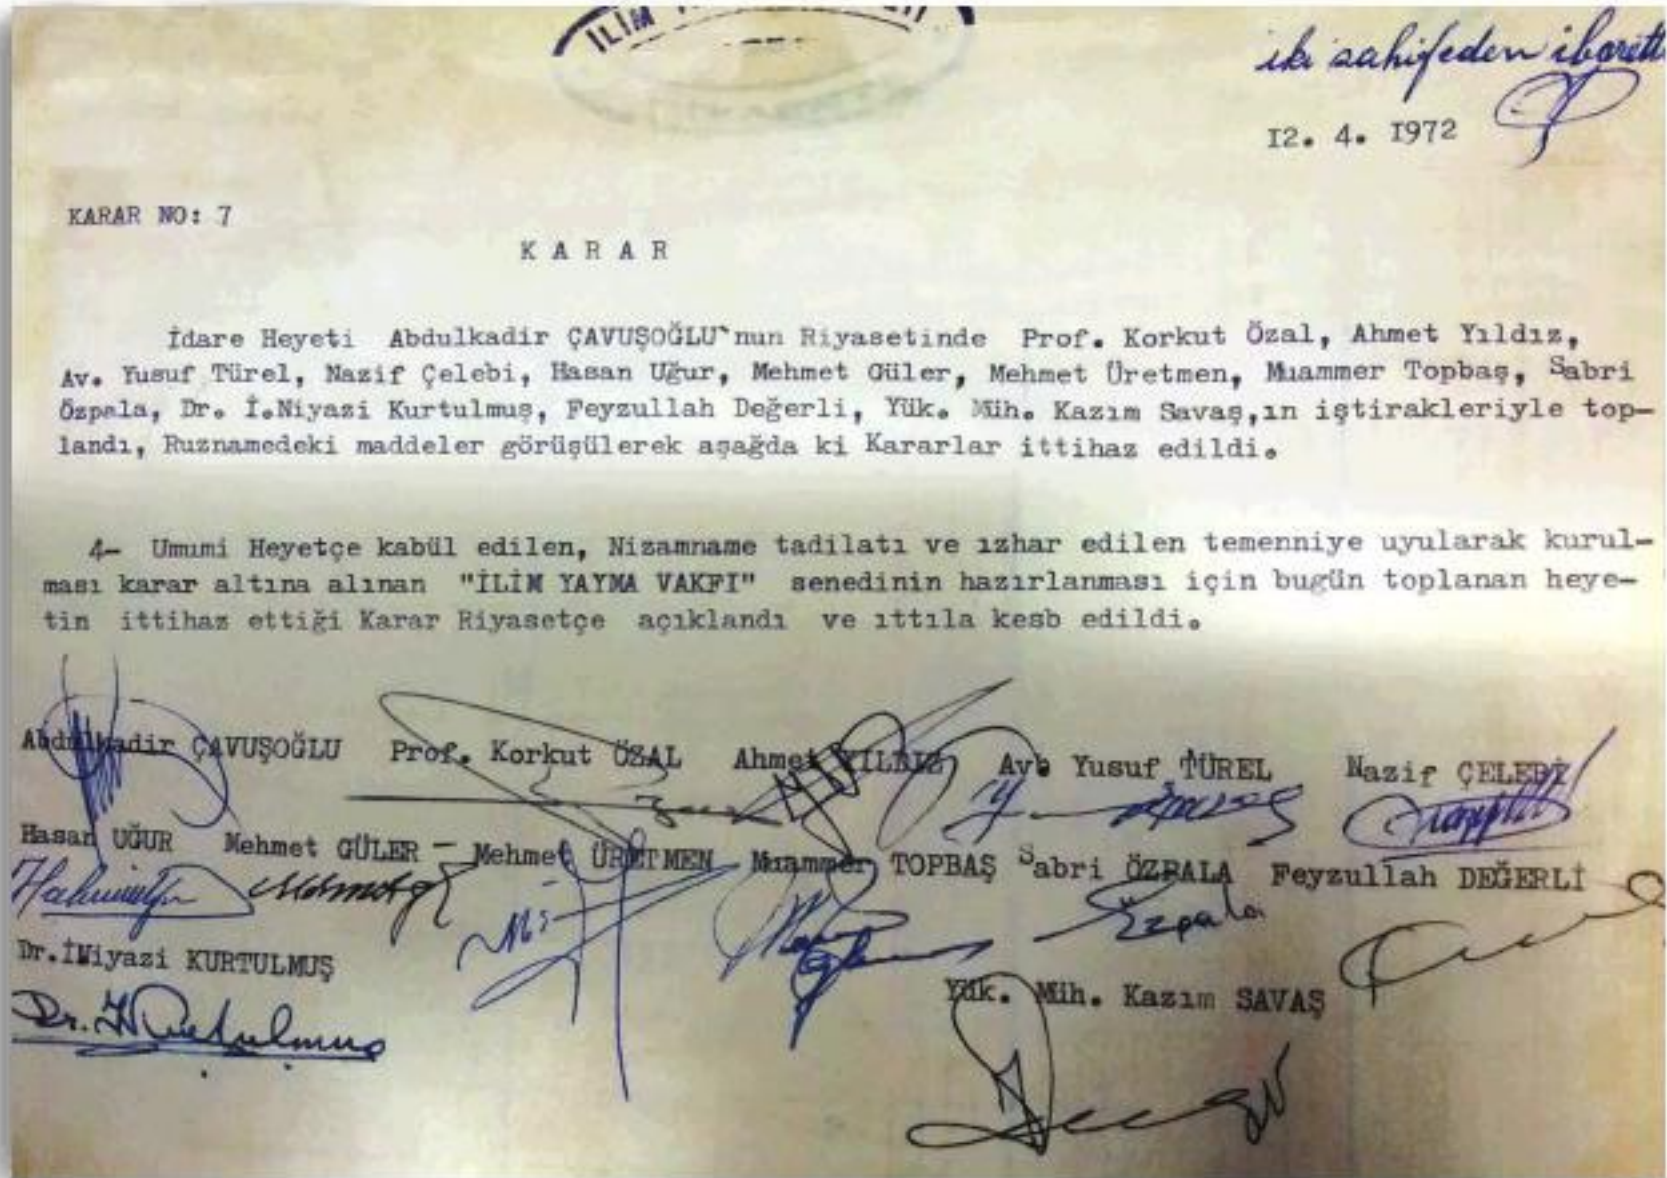 İLİM
iki sahifeden ibarettir
12. 4. 1972
KARAR NO: 7
K A R A R
İdare Heyeti Abdulkadir ÇAVUŞOĞLU`nun Riyasetinde Prof. Korkut Özal, Ahmet Yıldız,
Av. Yusuf Türel, Nazif Çelebi, Hasan Uğur, Mehmet Güler, Mehmet Üretmen, Muammer Topbaş, Sabri
Özpala, Dr. İ.Niyazi Kurtulmuş, Feyzullah Değerli, Yük. Müh. Kazım Savaş,ın iştirakleriyle top-
landı, Ruznamedeki maddeler görüşülerek aşağda ki Kararlar ittihaz edildi.
4- Umumi Heyetçe kabül edilen, Nizamname tadilatı ve ızhar edilen temenniye uyularak kurul-
ması karar altına alınan "İLİM YAYMA VAKFI" senedinin hazırlanması için bugün toplanan heye-
tin ittihaz ettiği Karar Riyasetçe açıklandı ve ıttıla kesb edildi.
Abdulkadir ÇAVUŞOĞLU Prof. Korkut ÖZAL Ahmet YILDIZ Av. Yusuf TÜREL Nazif ÇELEBİ
Hasan UĞUR Mehmet GÜLER - Mehmet ÜRETMEN Muammer TOPBAŞ Sabri ÖZPALA Feyzullah DEĞERLİ
Özpala
Dr.İNiyazi KURTULMUŞ
Yük. Müh. Kazım SAVAŞ
Dr. İ Kurtulmuş